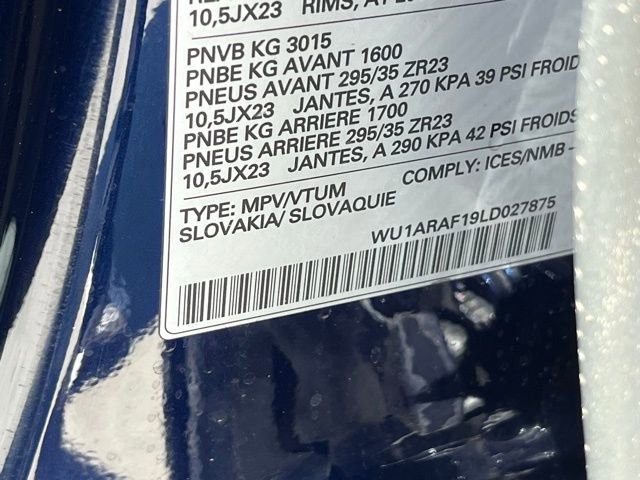 10,5JX23 RIMS, AT
PNVB KG 3015
PNBE KG AVANT 1600
PNEUS AVANT 295/35 ZR23
10,5JX23 JANTES, A 270 KPA 39 PSI FROID
PNBE KG ARRIERE 1700
PNEUS ARRIERE 295/35 ZR23
10,5JX23 JANTES, A 290 KPA 42 PSI FROIDS
TYPE: MPV/VTUM COMPLY: ICES/NMB -
SLOVAKIA/ SLOVAQUIE
WU1ARAF19LD027875